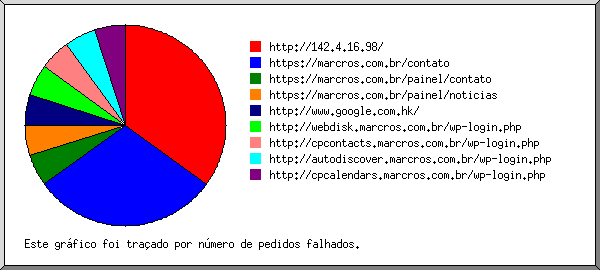 http://142.4.16.98/
https://marcros.com.br/contato
https://marcros.com.br/painel/contato
https://marcros.com.br/painel/noticias
http://www.google.com.hk/
http://webdisk.marcros.com.br/wp-login.php
http://cpcontacts.marcros.com.br/wp-login.php
http://autodiscover.marcros.com.br/wp-login.php
http://cpcalendars.marcros.com.br/wp-login.php
Este gráfico foi traçado por número de pedidos falhados.